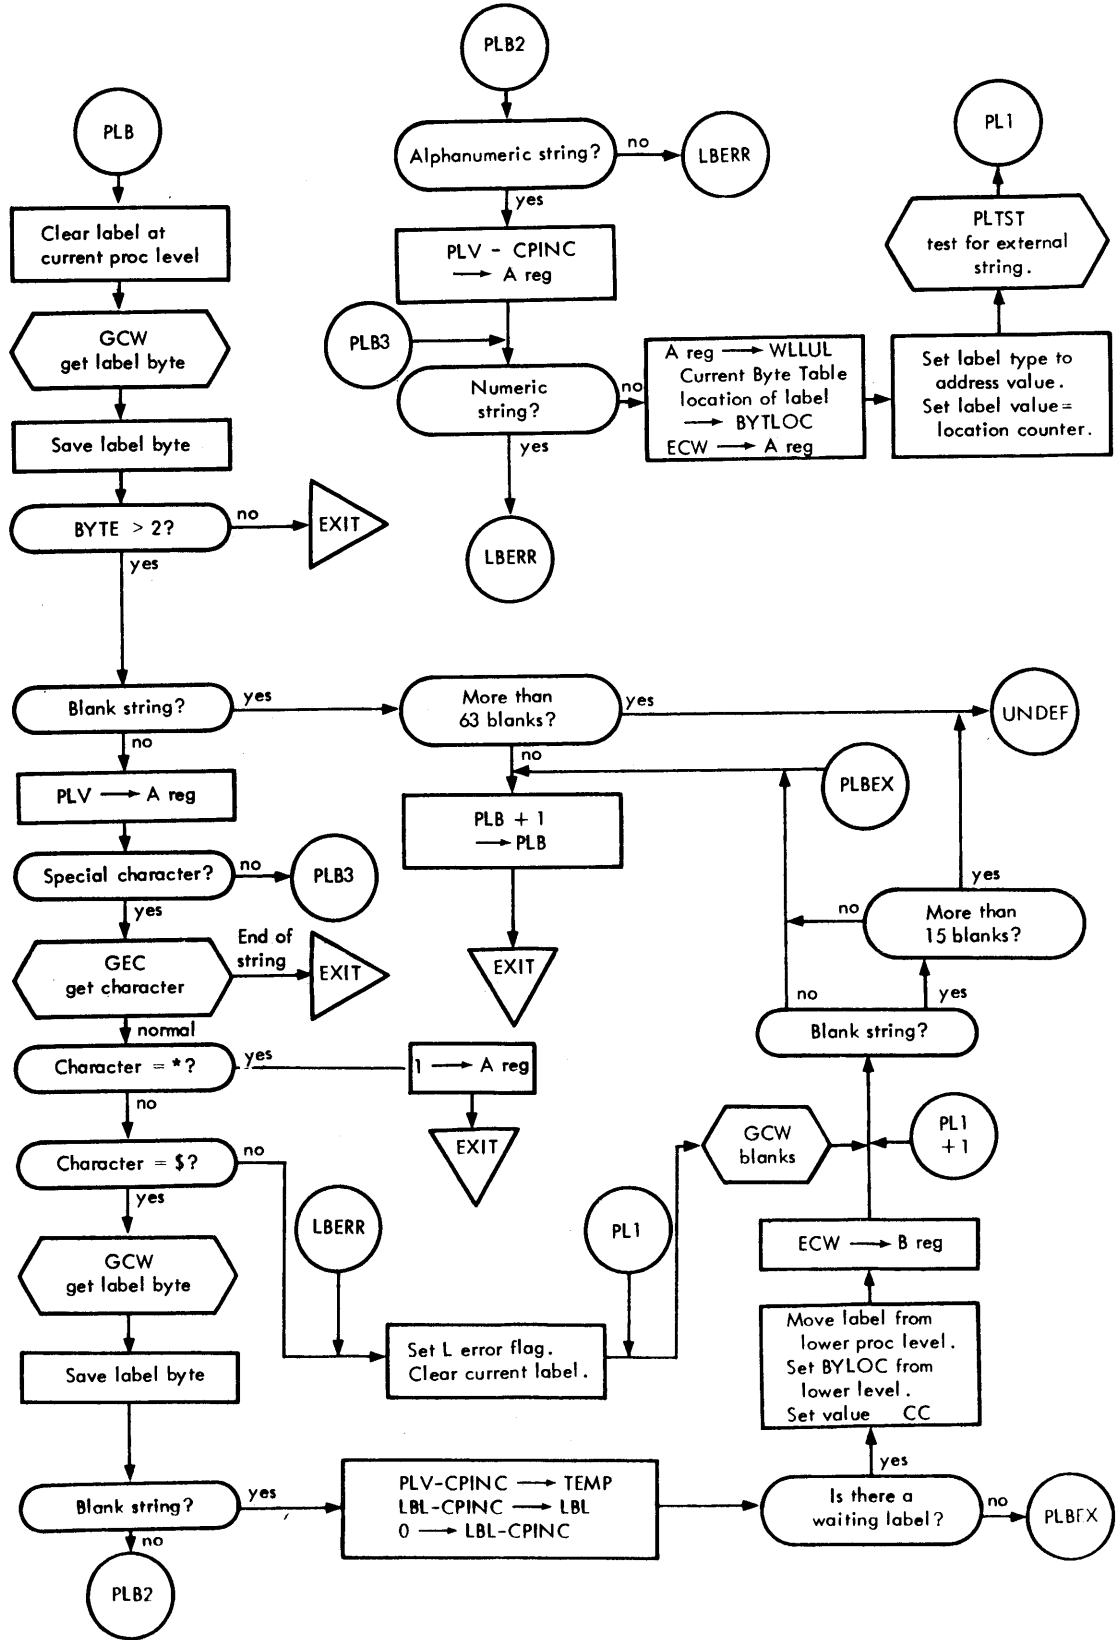 PLB2
PLB
Alphanumeric string?
no
LBERR
PL1
yes
Clear label at
current proc level
PLV - CPINC
→ A reg
PLTST
test for external
string.
GCW
get label byte
PLB3
Numeric
string?
no
A reg → WLLUL
Current Byte Table
location of label
→ BYTLOC
ECW → A reg
Set label type to
address value.
Set label value=
location counter.
Save label byte
yes
BYTE > 2?
no
EXIT
LBERR
yes
Blank string?
yes
More than
63 blanks?
yes
UNDEF
no
no
PLV → A reg
PLBEX
PLB + 1
→ PLB
Special character?
no
PLB3
yes
yes
no
More than
15 blanks?
GEC
get character
End of
string
EXIT
EXIT
normal
no
yes
Blank string?
Character = *?
yes
1 → A reg
no
GCW
blanks
PL1
+ 1
EXIT
Character = $?
no
yes
LBERR
PL1
ECW → B reg
GCW
get label byte
Move label from
lower proc level.
Set BYLOC from
lower level.
Set value CC
Set L error flag.
Clear current label.
Save label byte
yes
Blank string?
yes
PLV-CPINC → TEMP
LBL-CPINC → LBL
0 → LBL-CPINC
Is there a
waiting label?
no
PLBEX
no
PLB2